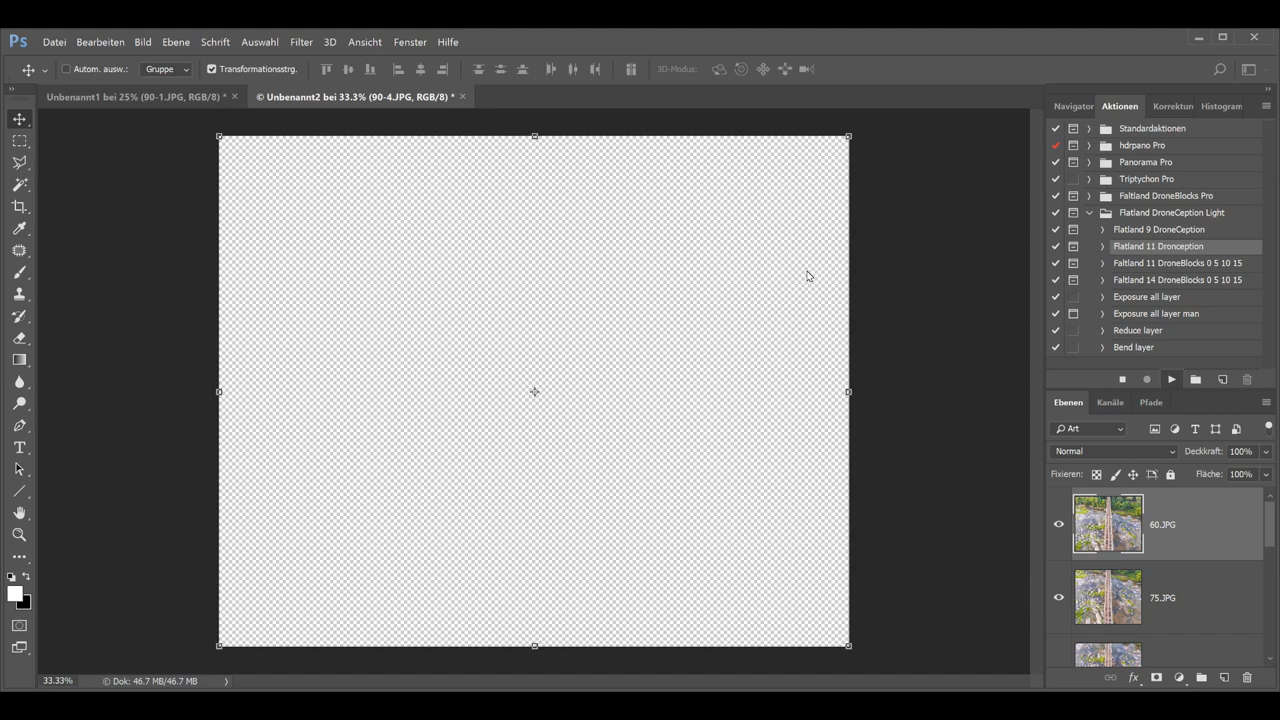 Ps Datei Bearbeiten Bild Ebene Schrift Auswahl Filter 3D Ansicht Fenster Hilfe
Autom. ausw.: Gruppe Transformationsstrg. 3D-Modus:
Unbenannt1 bei 25% (90-1.JPG, RGB/8) * © Unbenannt2 bei 33.3% (90-4.JPG, RGB/8) *
Navigator Aktionen Korrektur Histogram
Standardaktionen
hdrpano Pro
Panorama Pro
Triptychon Pro
Faltland DroneBlocks Pro
Flatland DroneCeption Light
Flatland 9 DroneCeption
Flatland 11 Dronception
Faltland 11 DroneBlocks 0 5 10 15
Faltland 14 DroneBlocks 0 5 10 15
Exposure all layer
Exposure all layer man
Reduce layer
Bend layer
Ebenen Kanäle Pfade
Art
Normal Deckkraft: 100%
Fixieren: Fläche: 100%
60.JPG
75.JPG
33.33% © Dok: 46.7 MB/46.7 MB